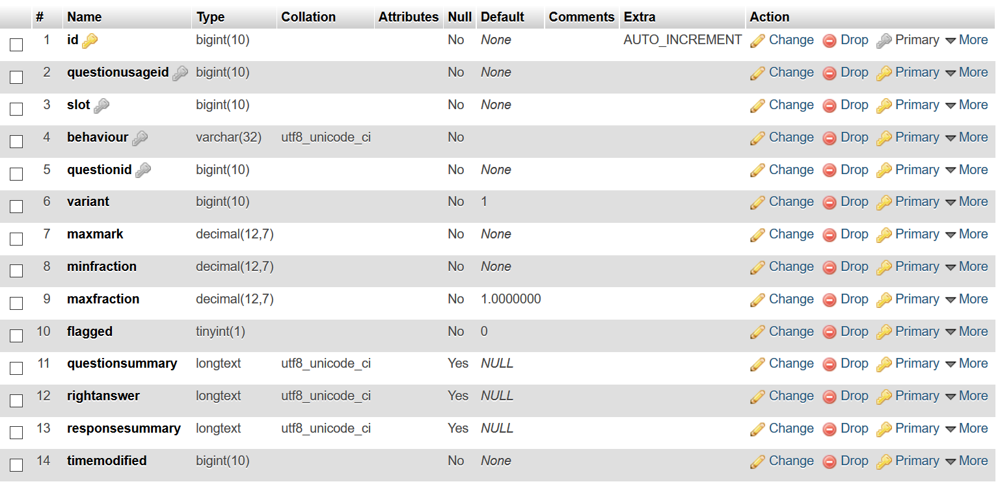 # Name Type Collation Attributes Null Default Comments Extra Action
1 id bigint(10) No None AUTO_INCREMENT Change Drop Primary More
2 questionusageid bigint(10) No None Change Drop Primary More
3 slot bigint(10) No None Change Drop Primary More
4 behaviour varchar(32) utf8_unicode_ci No Change Drop Primary More
5 questionid bigint(10) No None Change Drop Primary More
6 variant bigint(10) No 1 Change Drop Primary More
7 maxmark decimal(12,7) No None Change Drop Primary More
8 minfraction decimal(12,7) No None Change Drop Primary More
9 maxfraction decimal(12,7) No 1.0000000 Change Drop Primary More
10 flagged tinyint(1) No 0 Change Drop Primary More
11 questionsummary longtext utf8_unicode_ci Yes NULL Change Drop Primary More
12 rightanswer longtext utf8_unicode_ci Yes NULL Change Drop Primary More
13 responsesummary longtext utf8_unicode_ci Yes NULL Change Drop Primary More
14 timemodified bigint(10) No None Change Drop Primary More